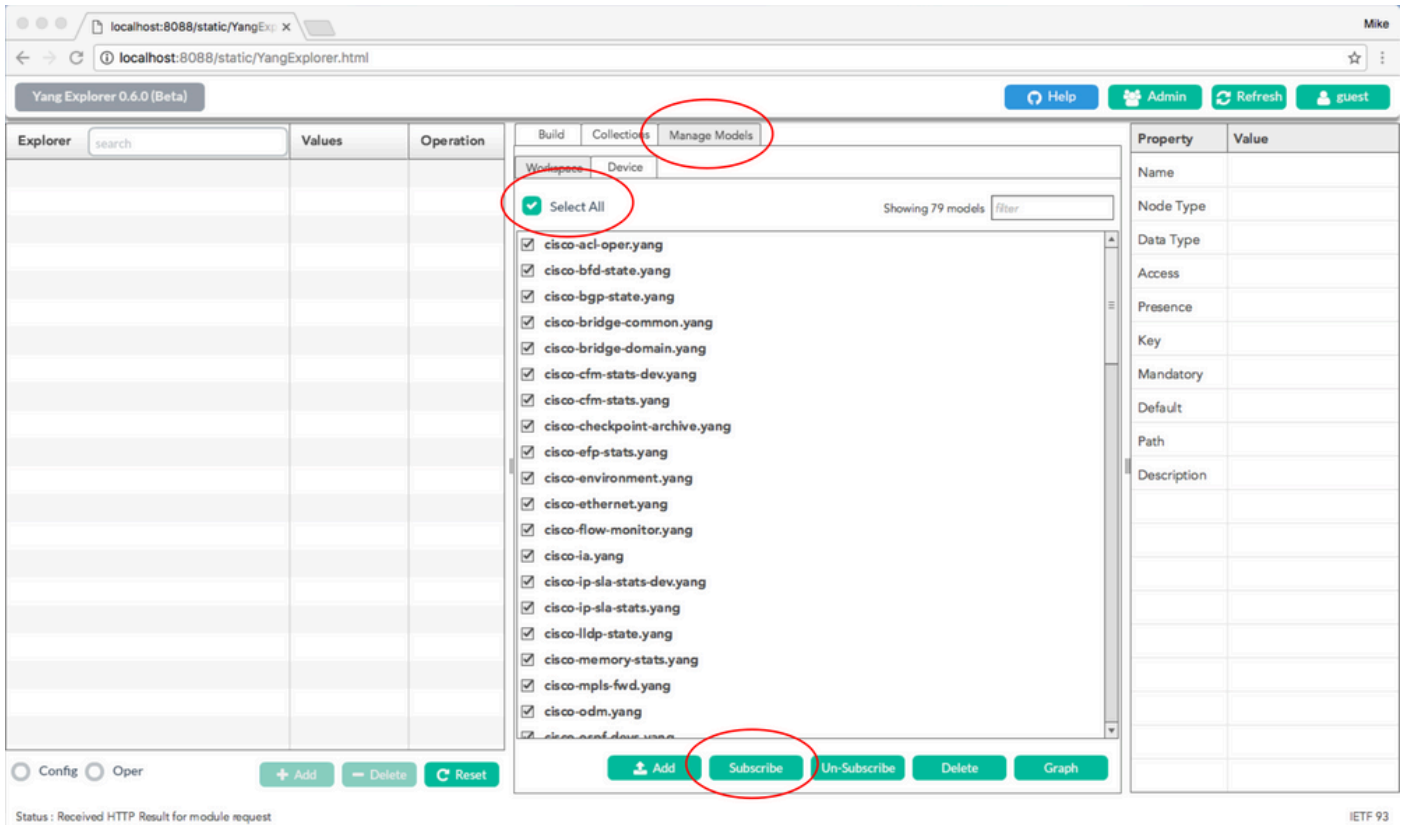 localhost:8088/static/YangExp
Mike
localhost:8088/static/YangExplorer.html
Yang Explorer 0.6.0 (Beta)
Help
Admin
Refresh
guest
Explorer
search
Values
Operation
Build
Collections
Manage Models
Workspace
Device
Select All
Showing 79 models
filter
cisco-acl-oper.yang
cisco-bfd-state.yang
cisco-bgp-state.yang
cisco-bridge-common.yang
cisco-bridge-domain.yang
cisco-cfm-stats-dev.yang
cisco-cfm-stats.yang
cisco-checkpoint-archive.yang
cisco-efp-stats.yang
cisco-environment.yang
cisco-ethernet.yang
cisco-flow-monitor.yang
cisco-ia.yang
cisco-ip-sla-stats-dev.yang
cisco-ip-sla-stats.yang
cisco-lldp-state.yang
cisco-memory-stats.yang
cisco-mpls-fwd.yang
cisco-odm.yang
cisco-ospf-devs.yang
Property
Value
Name
Node Type
Data Type
Access
Presence
Key
Mandatory
Default
Path
Description
Config
Oper
Add
Delete
Reset
Add
Subscribe
Un-Subscribe
Delete
Graph
Status : Received HTTP Result for module request
IETF 93